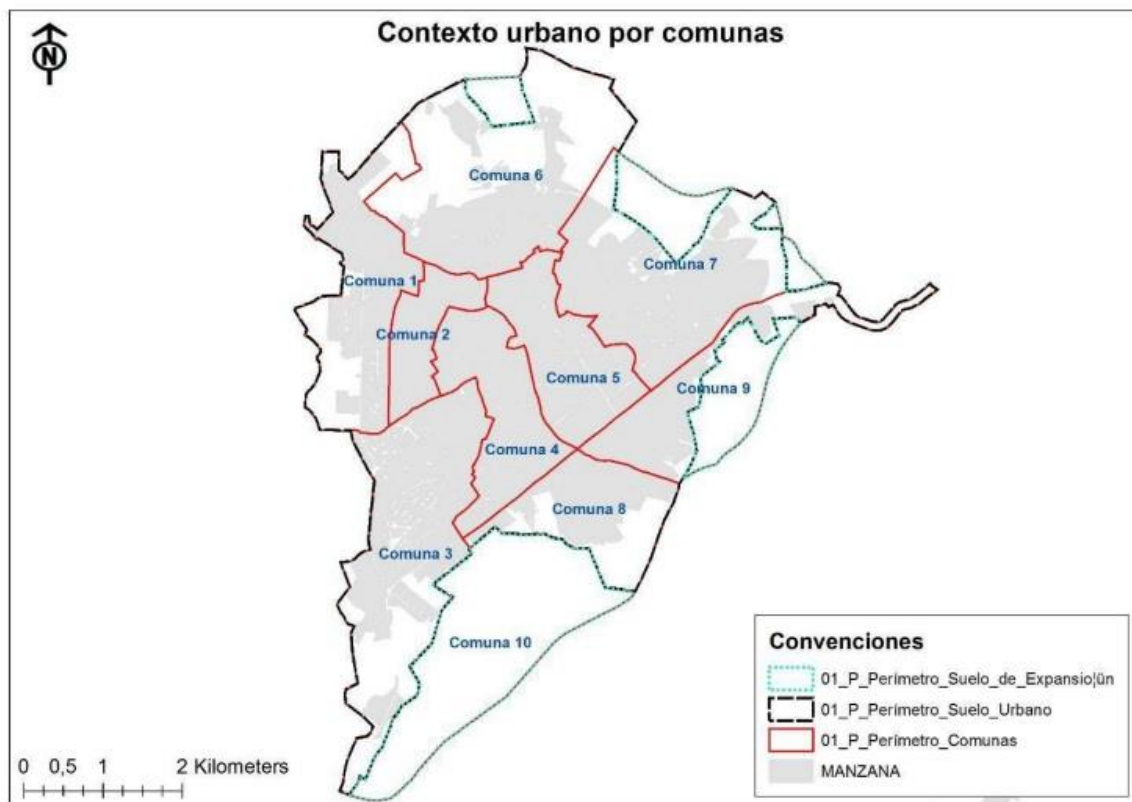 Contexto urbano por comunas
N
Comuna 6
Comuna 7
Comuna 1
Comuna 2
Comuna 5
Comuna 9
Comuna 4
Comuna 8
Comuna 3
Comuna 10
Convenciones
01_P_Perímetro_Suelo_de_Expansio¦ün
01_P_Perímetro_Suelo_Urbano
01_P_Perímetro_Comunas
MANZANA
0 0,5 1 2 Kilometers